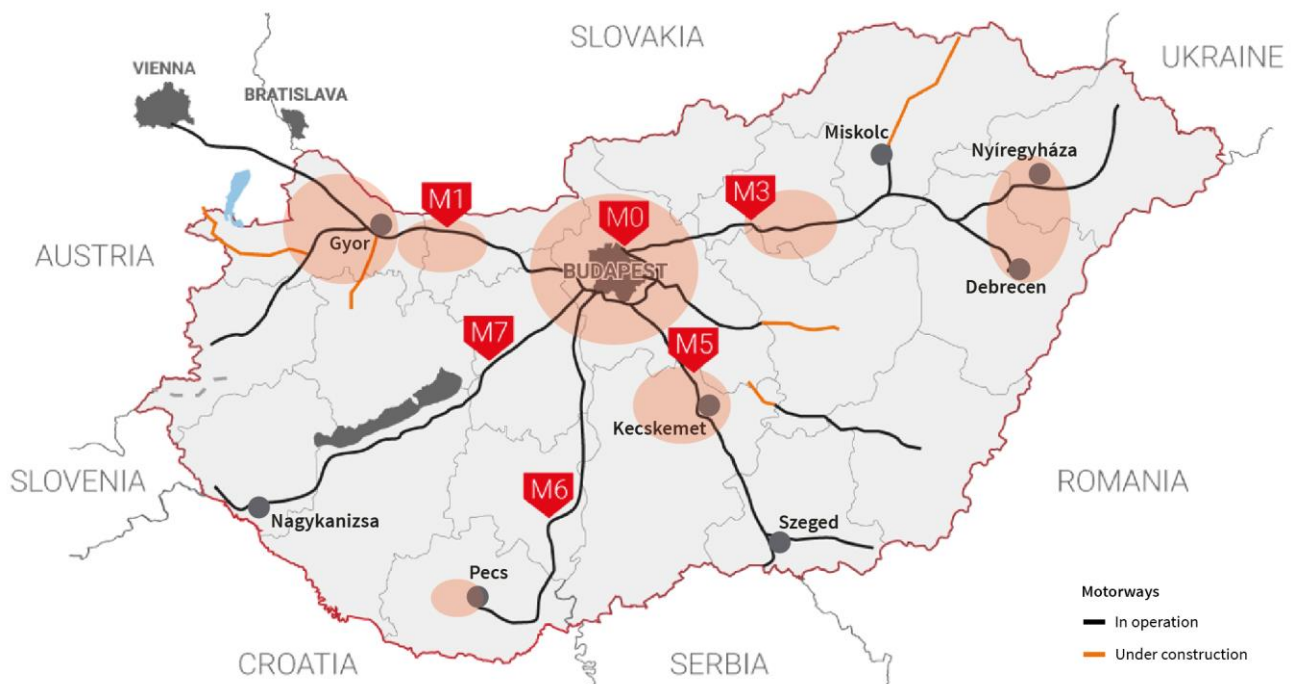 SLOVAKIA
UKRAINE
VIENNA
BRATISLAVA
Miskolc
Nyíregyháza
M1
M3
M0
Gyor
AUSTRIA
BUDAPEST
Debrecen
M7
M5
Kecskemet
SLOVENIA
M6
ROMANIA
Nagykanizsa
Szeged
Pecs
Motorways
In operation
Under construction
CROATIA
SERBIA